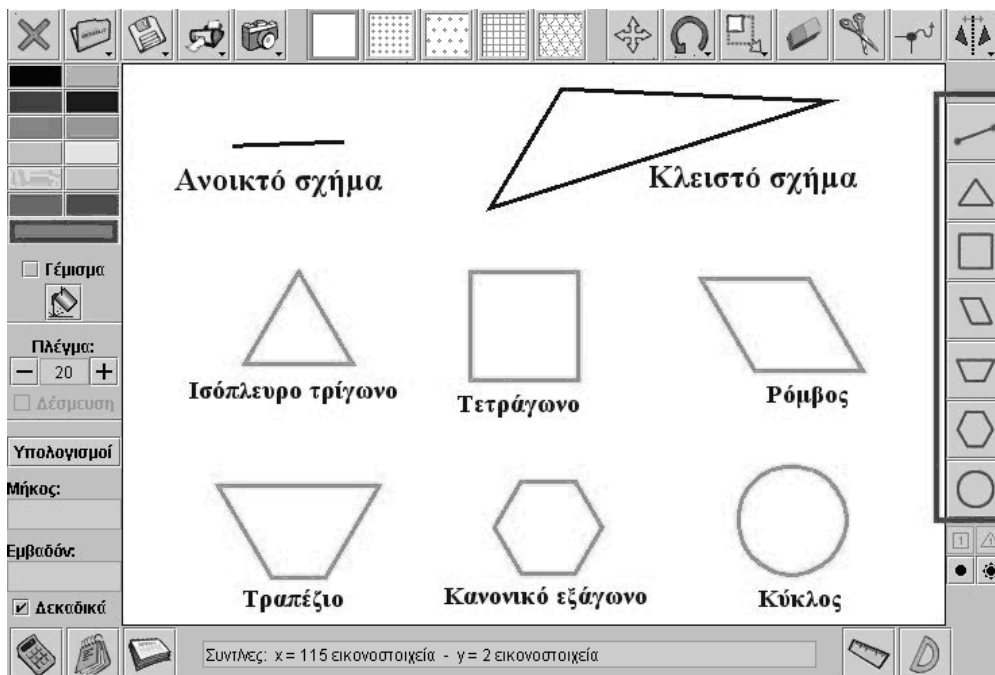 Ανοικτό σχήμα
Κλειστό σχήμα
Γέμισμα
Πλέγμα:
20
Δέσμευση
Ισόπλευρο τρίγωνο
Τετράγωνο
Ρόμβος
Υπολογισμοί
Μήκος:
Εμβαδόν:
Δεκαδικά
Τραπέζιο
Κανονικό εξάγωνο
Κύκλος
Συντ/νες: x = 115 εικονοστοιχεία - y = 2 εικονοστοιχεία